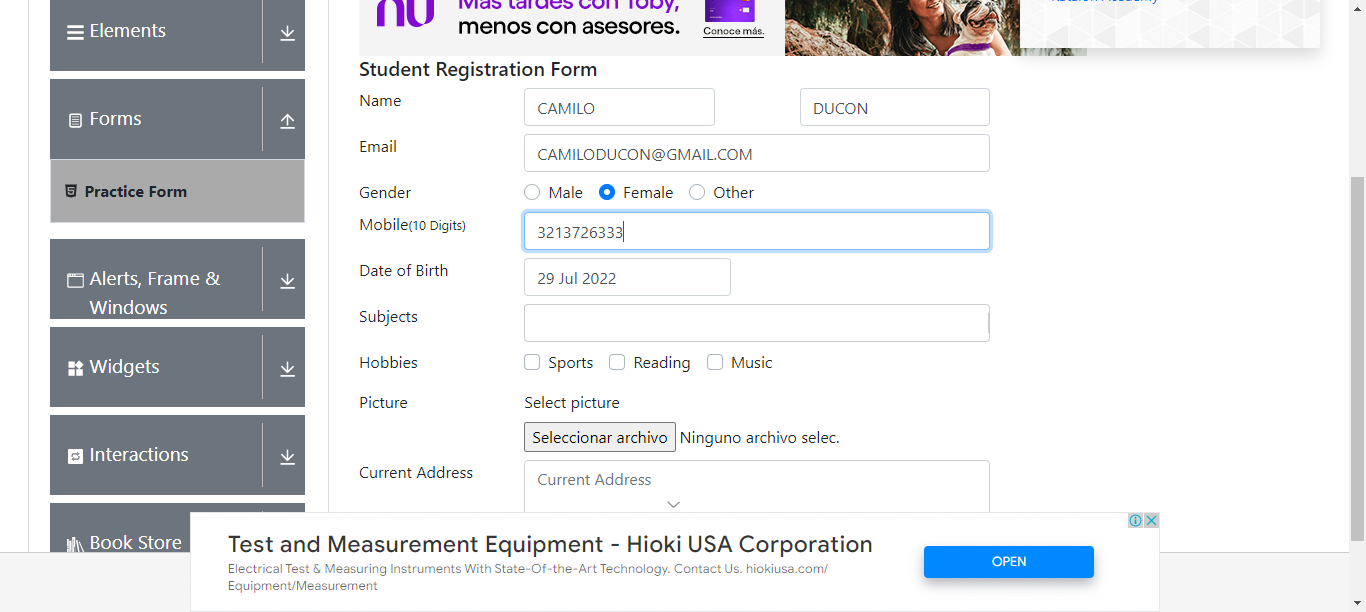 Elements
Forms
Practice Form
Alerts, Frame &
Windows
Widgets
Interactions
Book Store
nu
Más tardes con Toby,
menos con asesores.
Conoce más.
Katalon Academy
Student Registration Form
Name
CAMILO
DUCON
Email
CAMILODUCON@GMAIL.COM
Gender
Male
Female
Other
Mobile(10 Digits)
3213726333
Date of Birth
29 Jul 2022
Subjects
Hobbies
Sports
Reading
Music
Picture
Select picture
Seleccionar archivo Ninguno archivo selec.
Current Address
Current Address
Test and Measurement Equipment - Hioki USA Corporation
Electrical Test & Measuring Instruments With State-Of-the-Art Technology. Contact Us. hiokiusa.com/
Equipment/Measurement
OPEN